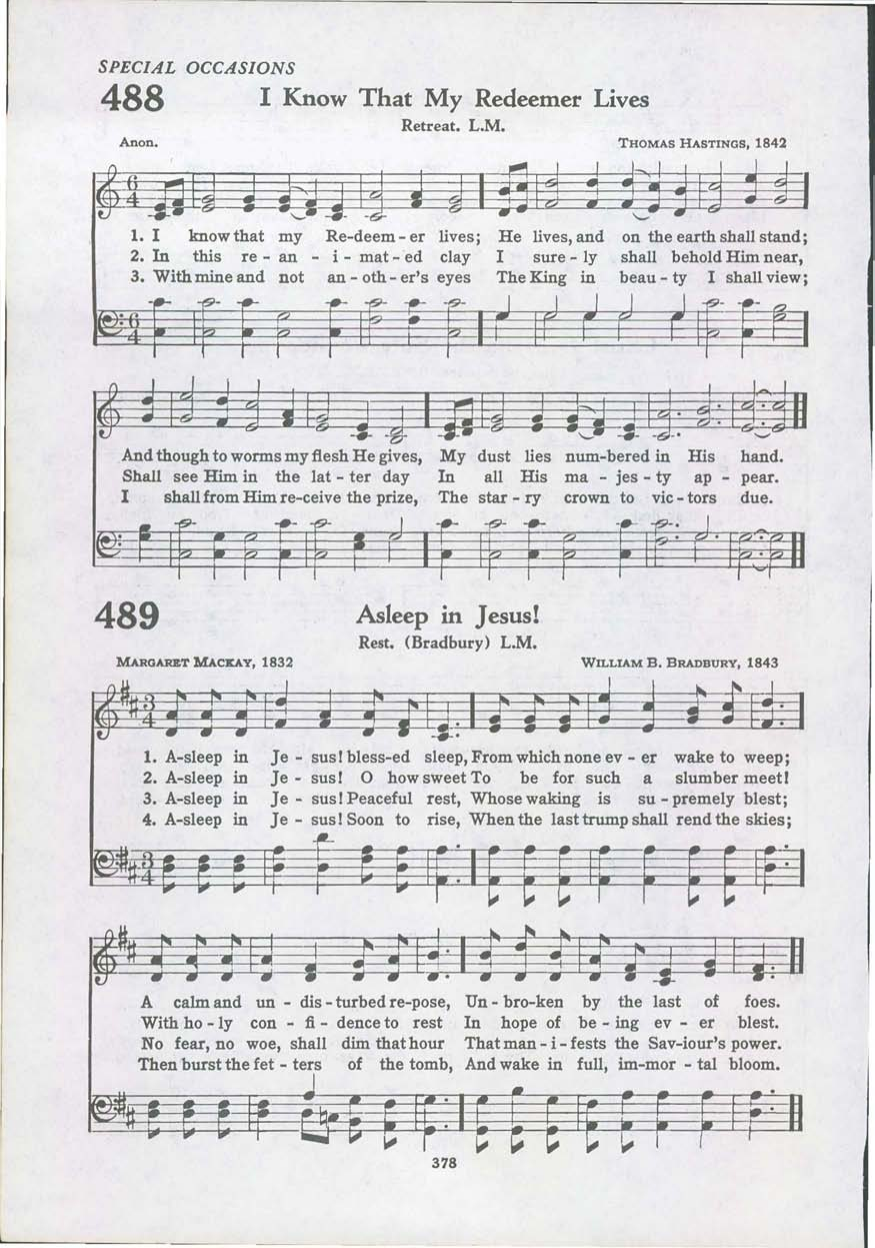 SPECIAL OCCASIONS
488 I Know That My Redeemer Lives
Retreat. L.M.
Anon. THOMAS HASTINGS, 1842
1. I know that my Re-deem-er lives; He lives, and on the earth shall stand;
2. In this re-an-i-mat-ed clay I sure-ly shall behold Him near,
3. With mine and not an-oth-er's eyes The King in beau-ty I shall view;
And though to worms my flesh He gives, My dust lies num-bered in His hand.
Shall see Him in the lat-ter day In all His ma-jes-ty ap-pear.
I shall from Him re-ceive the prize, The star-ry crown to vic-tors due.
489 Asleep in Jesus!
Rest. (Bradbury) L.M.
MARGARET MACKAY, 1832 WILLIAM B. BRADBURY, 1843
1. A-sleep in Je-sus! bless-ed sleep, From which none ev-er wake to weep;
2. A-sleep in Je-sus! O how sweet To be for such a slumber meet!
3. A-sleep in Je-sus! Peaceful rest, Whose waking is su-premely blest;
4. A-sleep in Je-sus! Soon to rise, When the last trump shall rend the skies;
A calm and un-dis-turbed re-pose, Un-bro-ken by the last of foes.
With ho-ly con-fi-dence to rest In hope of be-ing ev-er blest.
No fear, no woe, shall dim that hour That man-i-fests the Sav-iour's power.
Then burst the fet-ters of the tomb, And wake in full, im-mor-tal bloom.
378